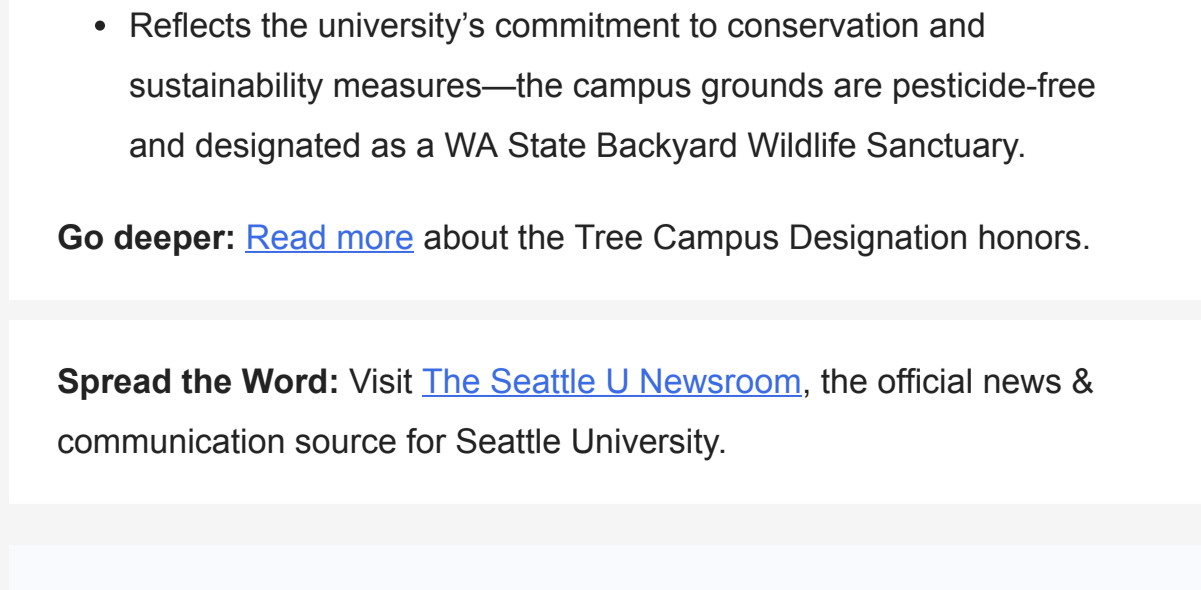 • Reflects the university’s commitment to conservation and
sustainability measures—the campus grounds are pesticide-free
and designated as a WA State Backyard Wildlife Sanctuary.
Go deeper: Read more about the Tree Campus Designation honors.
Spread the Word: Visit The Seattle U Newsroom, the official news &
communication source for Seattle University.